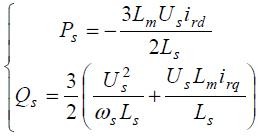 P_s = -\frac{3L_m U_s i_{rd}}{2L_s}
Q_s = \frac{3}{2}\left(\frac{U_s^2}{\omega_s L_s} + \frac{U_s L_m i_{rq}}{L_s}\right)